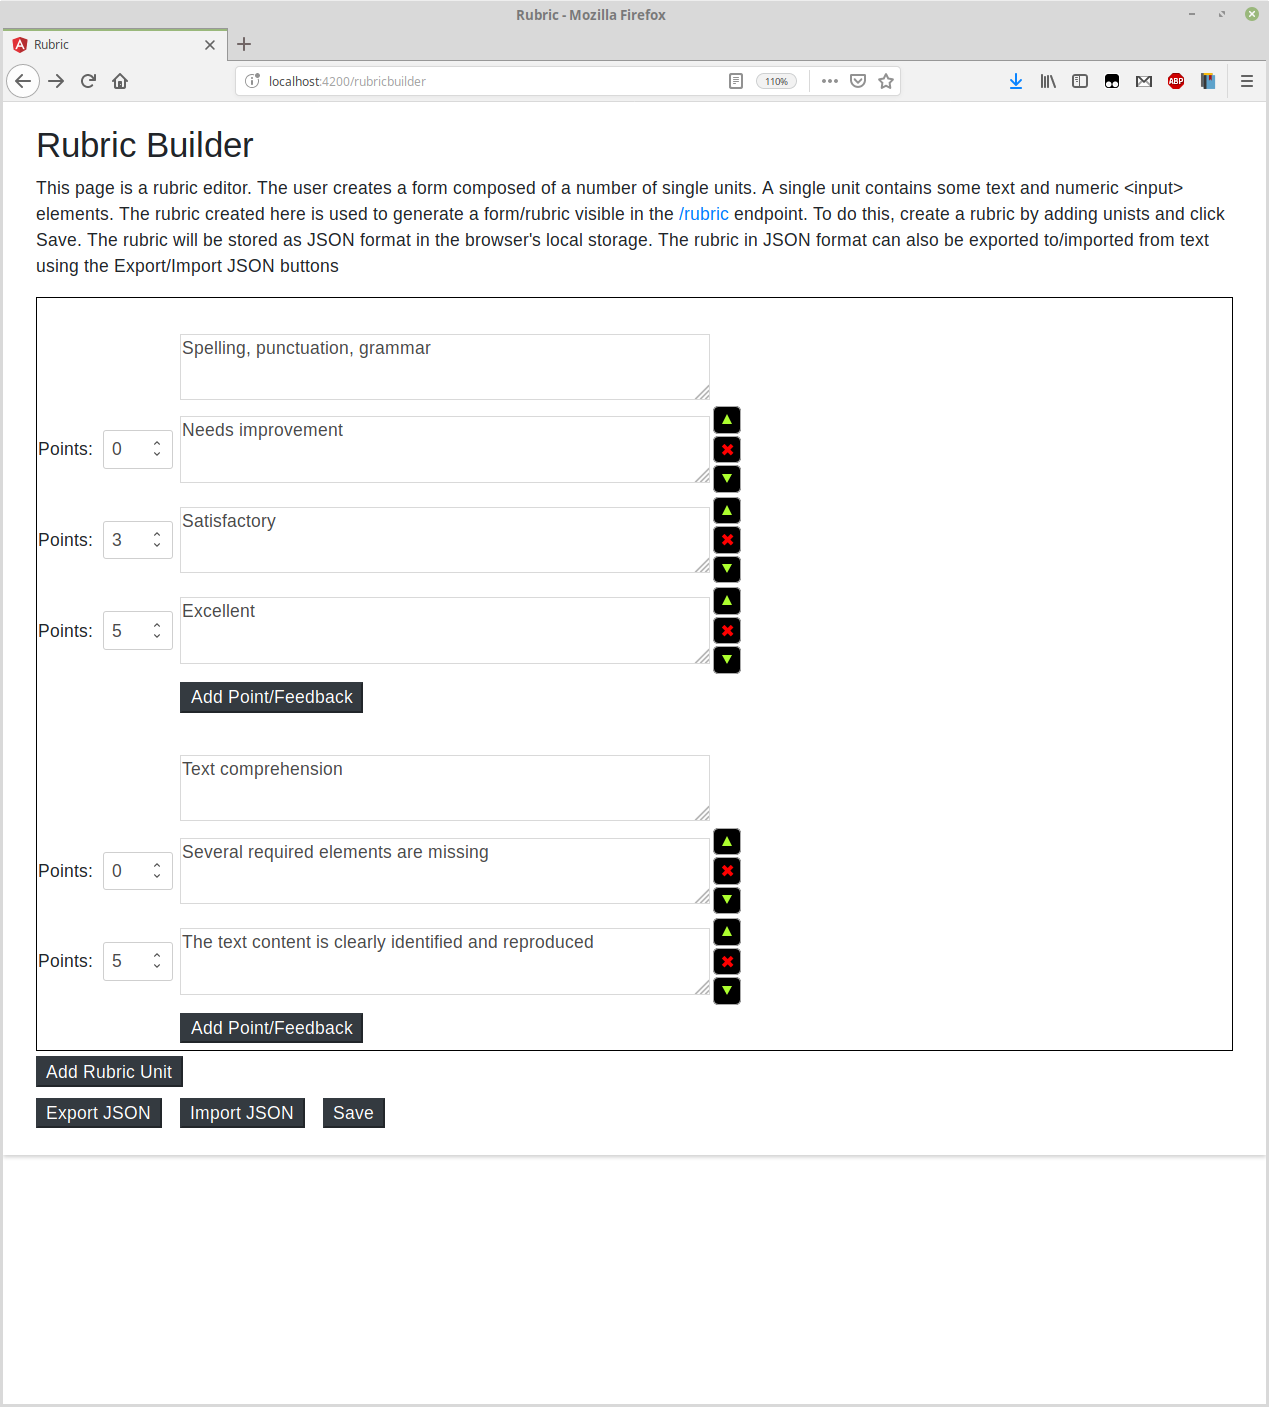 Rubric - Mozilla Firefox
Rubric
localhost:4200/rubricbuilder
110%
ABP
Rubric Builder
This page is a rubric editor. The user creates a form composed of a number of single units. A single unit contains some text and numeric <input>
elements. The rubric created here is used to generate a form/rubric visible in the /rubric endpoint. To do this, create a rubric by adding unists and click
Save. The rubric will be stored as JSON format in the browser's local storage. The rubric in JSON format can also be exported to/imported from text
using the Export/Import JSON buttons
Spelling, punctuation, grammar
Points: 0 Needs improvement
Points: 3 Satisfactory
Points: 5 Excellent
Add Point/Feedback
Text comprehension
Points: 0 Several required elements are missing
Points: 5 The text content is clearly identified and reproduced
Add Point/Feedback
Add Rubric Unit
Export JSON Import JSON Save